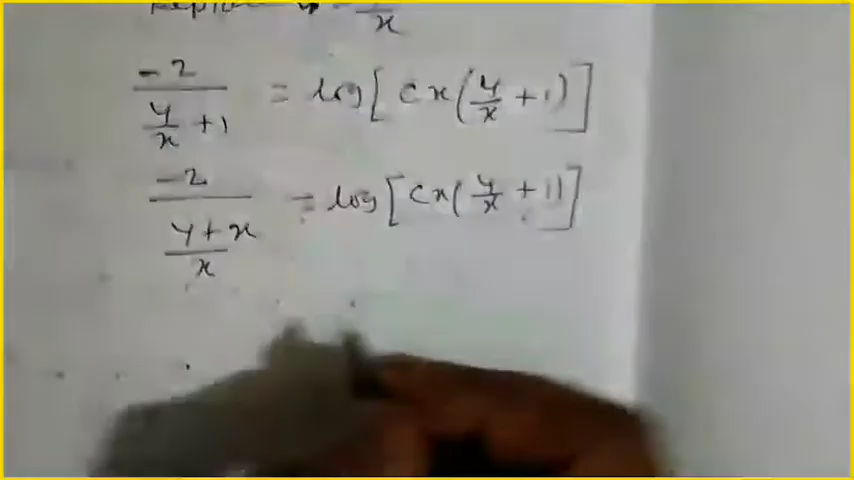 y/x
-2/(y/x + 1) = log[cx(y/x + 1)]
-2/((y+x)/x) = log[cx(y/x + 1)]